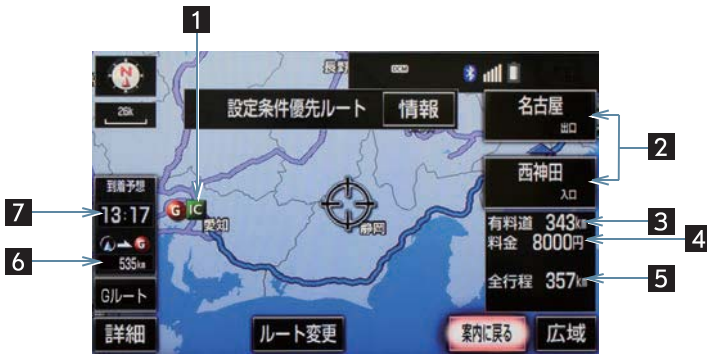 1
長野
DCM
N
26k
設定条件優先ルート
情報
名古屋
出口
2
西神田
入口
到着予想
13:17
7
G
IC
愛知
静岡
有料道 343km
3
料金 8000円
4
G
535km
6
全行程 357km
5
Gルート
詳細
ルート変更
案内に戻る
広域